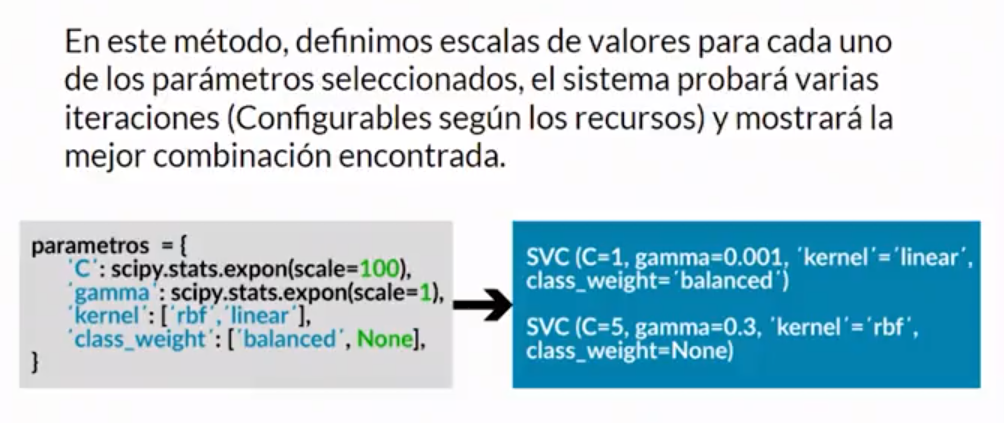 En este método, definimos escalas de valores para cada uno
de los parámetros seleccionados, el sistema probará varias
iteraciones (Configurables según los recursos) y mostrará la
mejor combinación encontrada.
parametros = {
´C´: scipy.stats.expon(scale=100),
´gamma´: scipy.stats.expon(scale=1),
´kernel´: [´rbf´,´linear´],
´class_weight´: [´balanced´, None],
}
SVC (C=1, gamma=0.001, ´kernel´=´linear´,
class_weight=´balanced´)
SVC (C=5, gamma=0.3, ´kernel´=´rbf´,
class_weight=None)